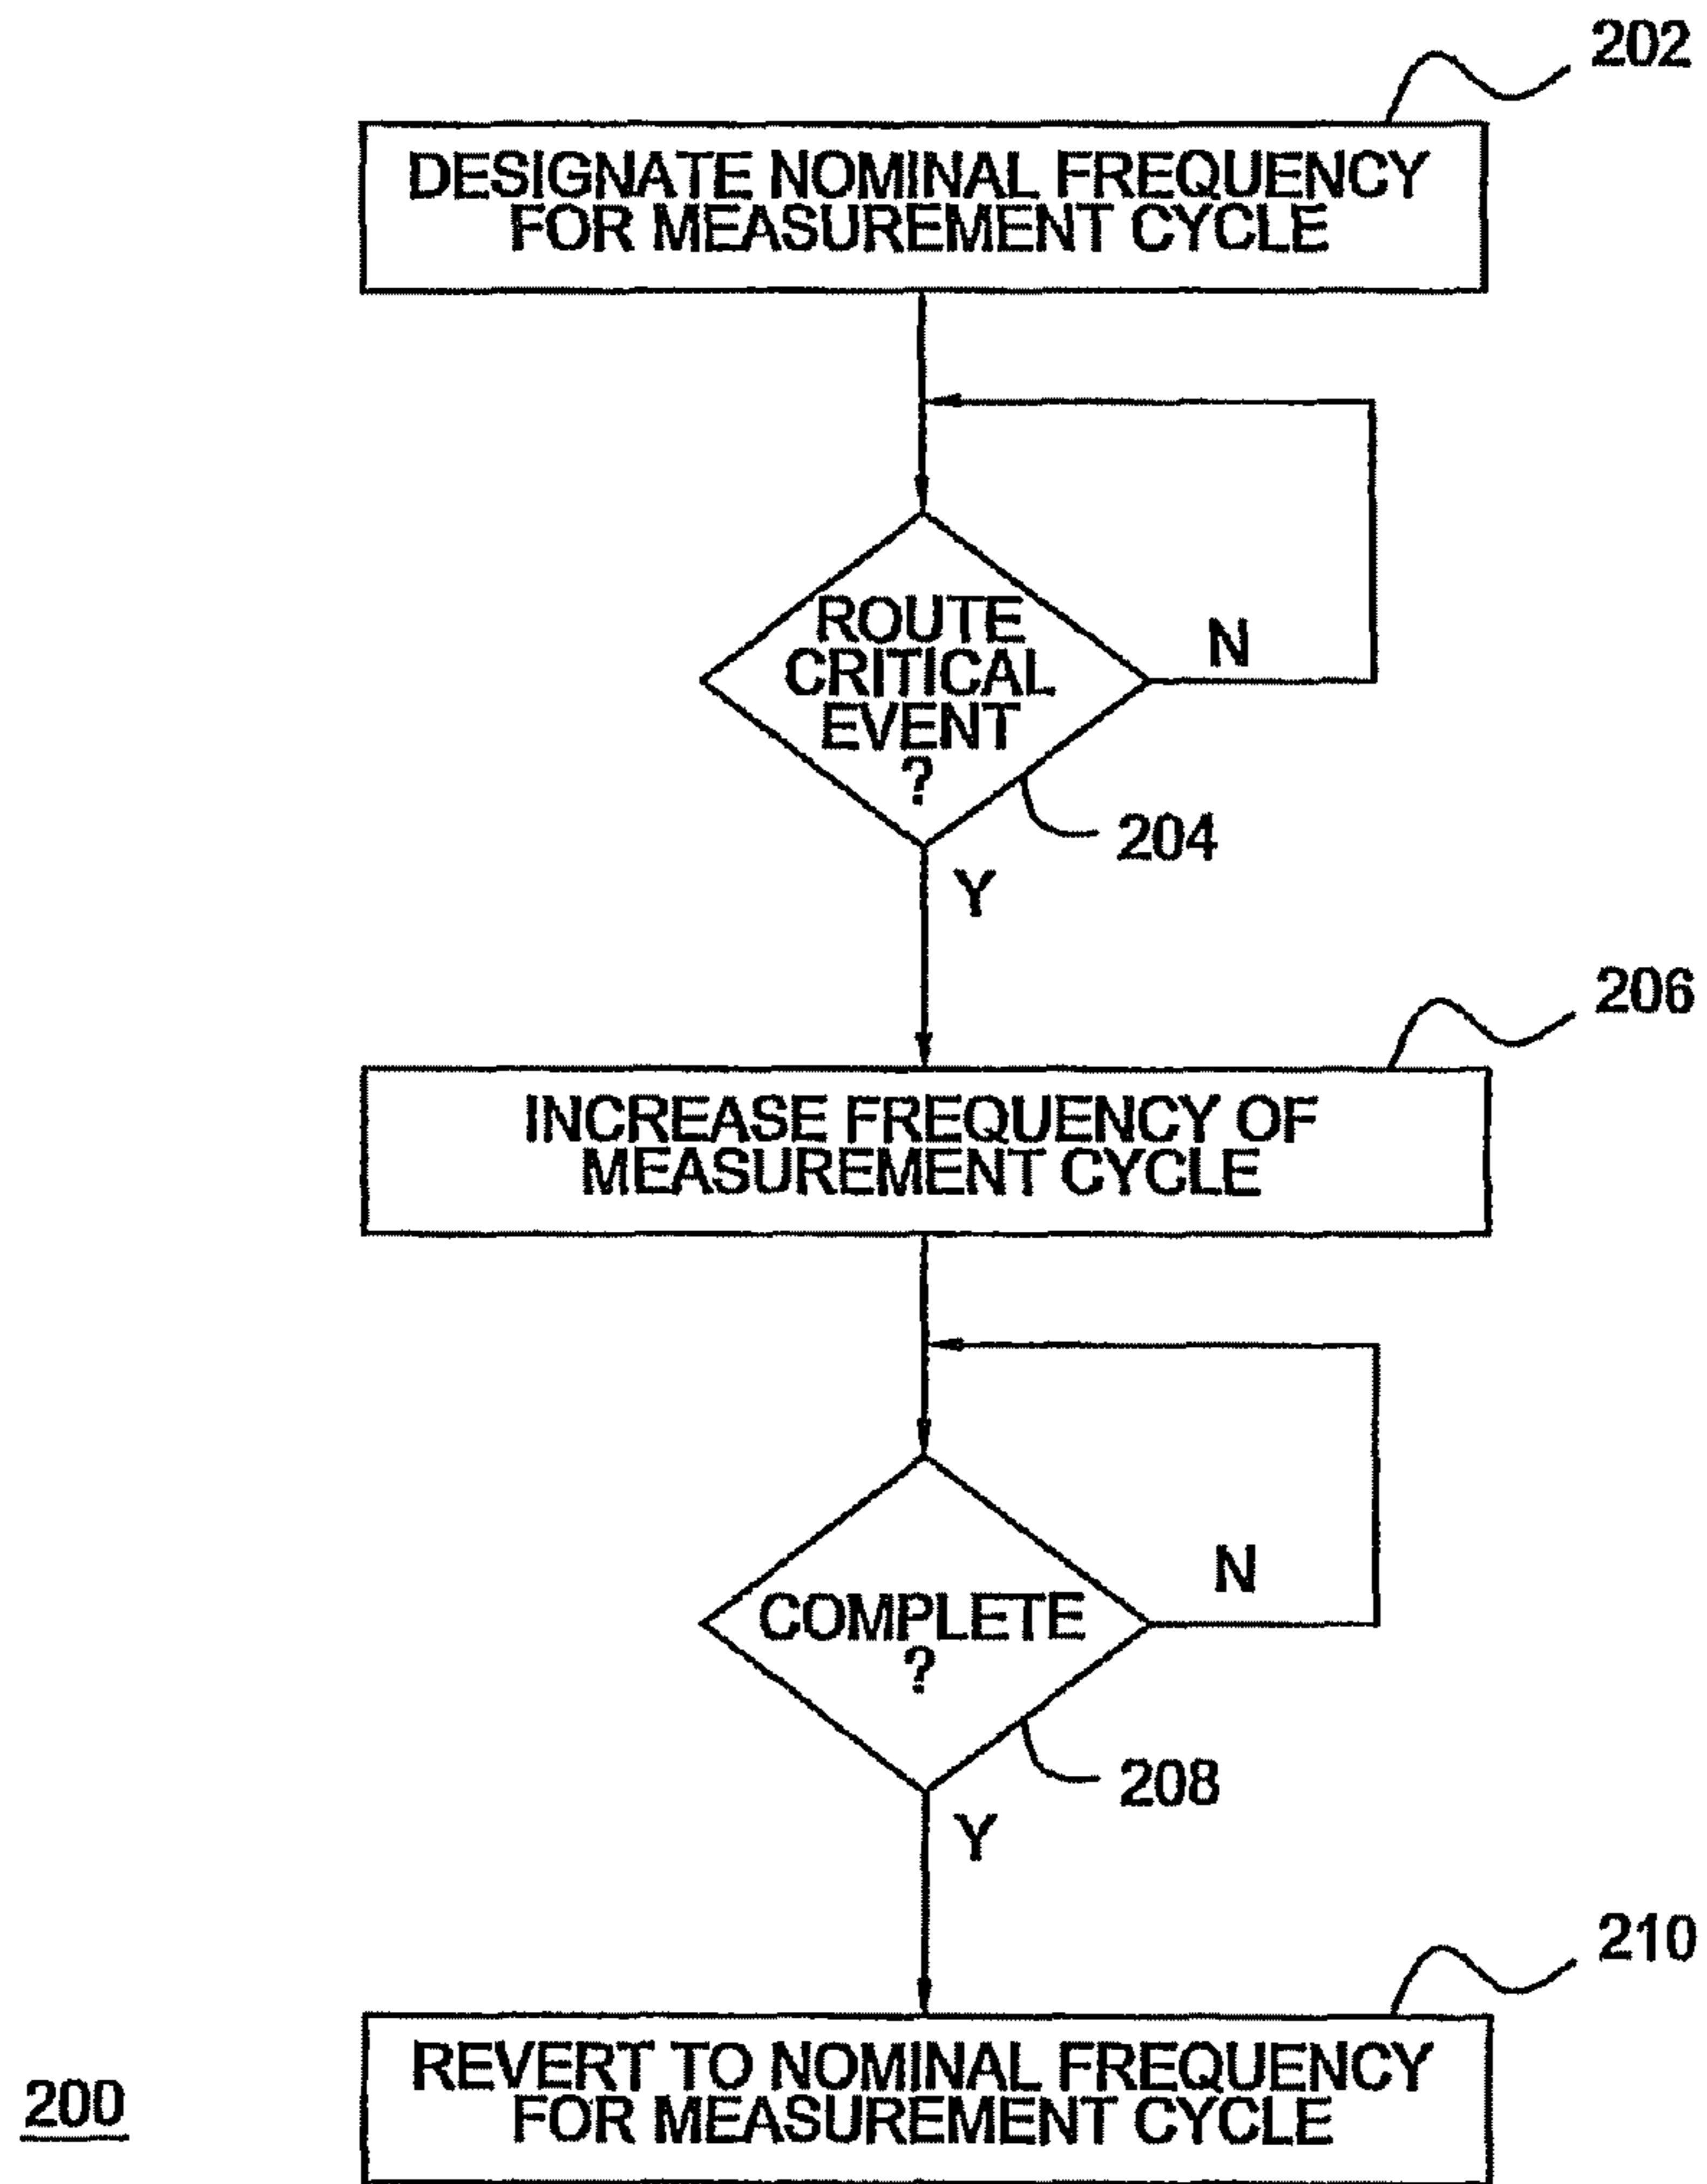 202
DESIGNATE NOMINAL FREQUENCY
FOR MEASUREMENT CYCLE
ROUTE
CRITICAL
EVENT
?
N
204
Y
206
INCREASE FREQUENCY OF
MEASUREMENT CYCLE
COMPLETE
?
N
208
Y
210
REVERT TO NOMINAL FREQUENCY
FOR MEASUREMENT CYCLE
200